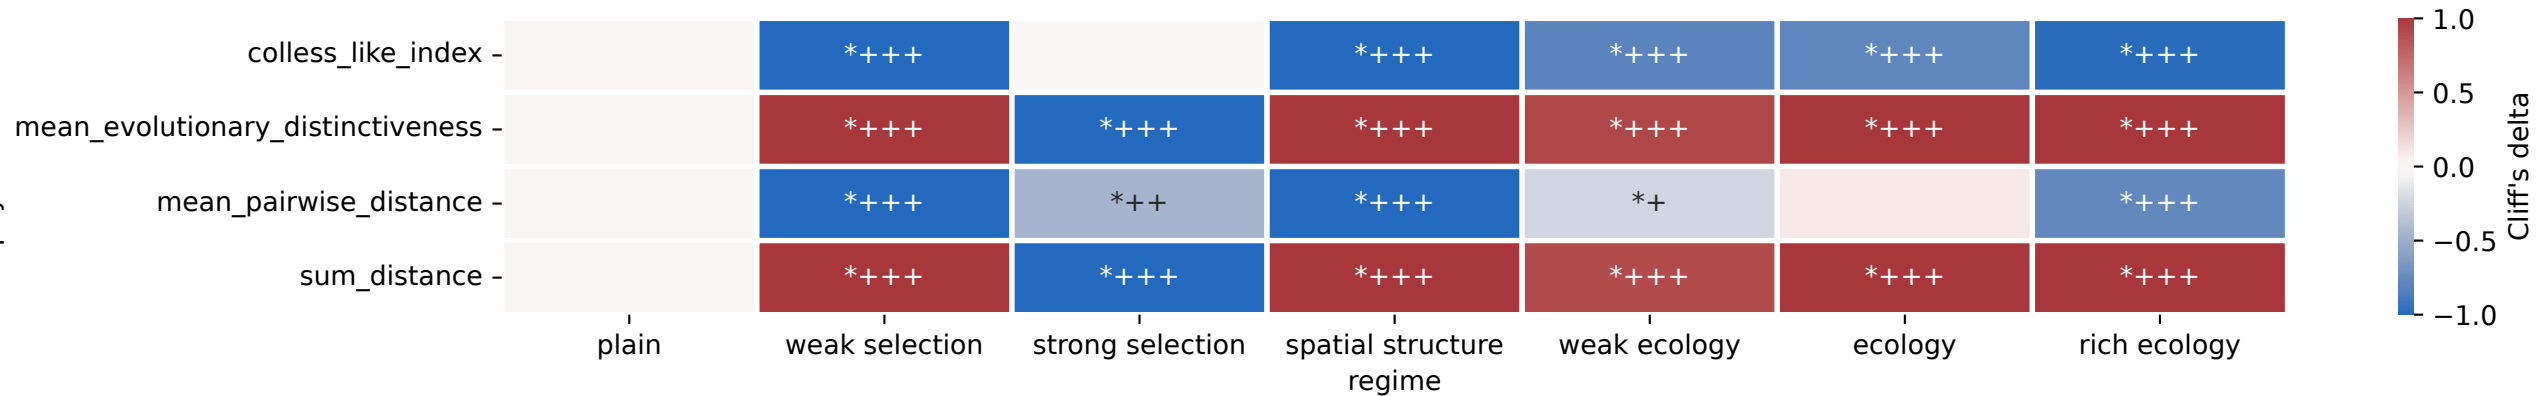 colless_like_index *+++ *+++ *+++ *+++ *+++
mean_evolutionary_distinctiveness *+++ *+++ *+++ *+++ *+++ *+++
mean_pairwise_distance *+++ *++ *+++ *+ *+++
sum_distance *+++ *+++ *+++ *+++ *+++ *+++
plain weak selection strong selection spatial structure weak ecology ecology rich ecology
regime
1.0
0.5
0.0
−0.5
−1.0
Cliff's delta